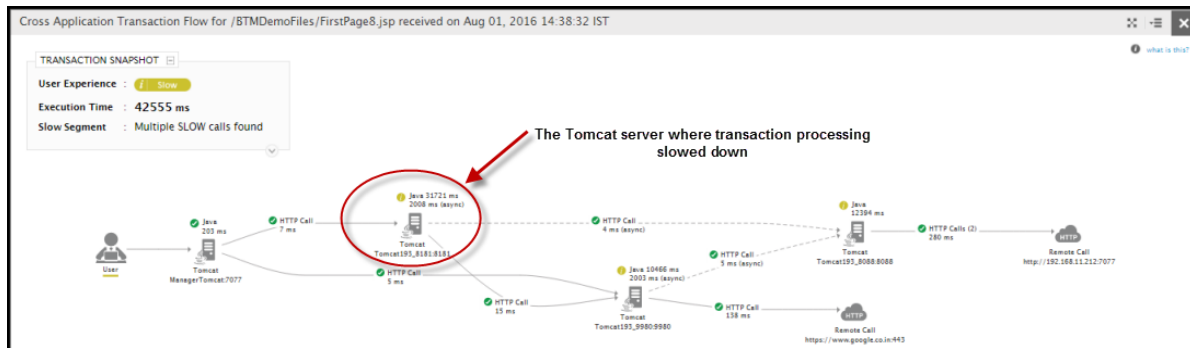 Cross Application Transaction Flow for /BTMDemoFiles/FirstPage8.jsp received on Aug 01, 2016 14:38:32 IST
what is this?
TRANSACTION SNAPSHOT
User Experience : Slow
Execution Time : 42555 ms
Slow Segment : Multiple SLOW calls found
The Tomcat server where transaction processing
slowed down
User
Java
203 ms
Tomcat
ManagerTomcat:7077
HTTP Call
7 ms
Java 31721 ms
2008 ms (async)
Tomcat
Tomcat193_8181:8181
HTTP Call
5 ms
HTTP Call
15 ms
HTTP Call
4 ms (async)
Java 10466 ms
2003 ms (async)
Tomcat
Tomcat193_9980:9980
HTTP Call
5 ms (async)
HTTP Call
138 ms
HTTP
Remote Call
https://www.google.co.in:443
Java
12394 ms
Tomcat
Tomcat193_8088:8088
HTTP Calls (2)
280 ms
HTTP
Remote Call
http://192.168.11.212:7077